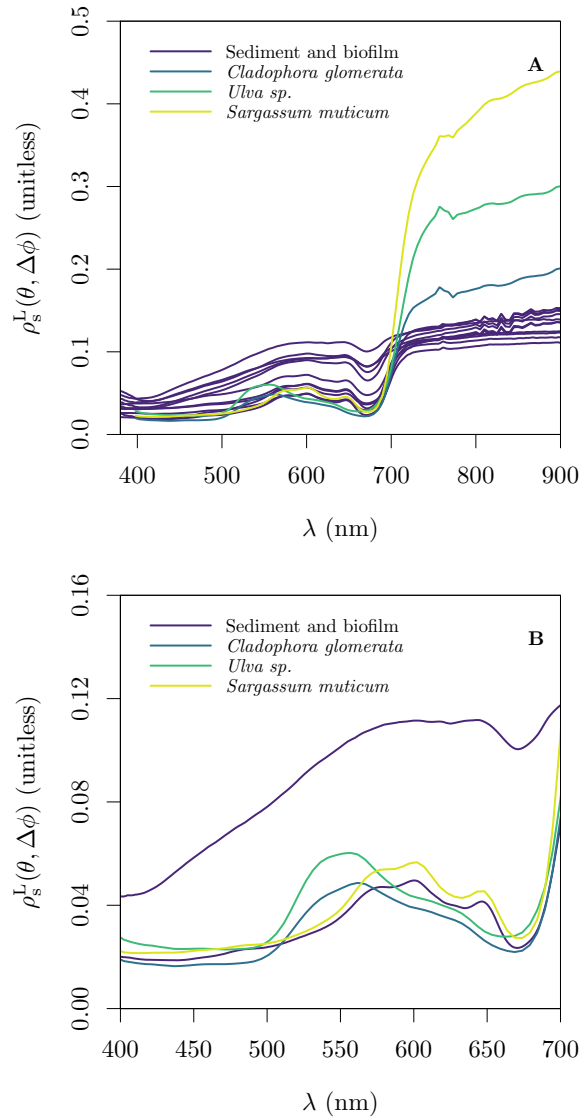 0.5
0.4
0.3
0.2
0.1
0.0
ρ_s^L(θ, Δϕ) (unitless)
Sediment and biofilm
Cladophora glomerata
Ulva sp.
Sargassum muticum
A
400 500 600 700 800 900
λ (nm)
0.16
0.12
0.08
0.04
0.00
ρ_s^L(θ, Δϕ) (unitless)
Sediment and biofilm
Cladophora glomerata
Ulva sp.
Sargassum muticum
B
400 450 500 550 600 650 700
λ (nm)